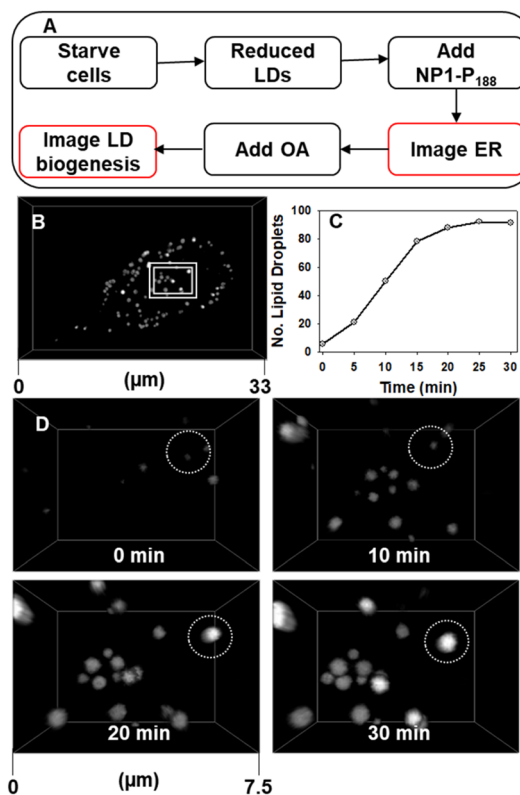 A
Starve
cells
Reduced
LDs
Add
NP1-P188
Image LD
biogenesis
Add OA
Image ER
B
0 (µm) 33
C
No. Lipid Droplets
100
80
60
40
20
0
0 5 10 15 20 25 30
Time (min)
D
0 min
10 min
20 min
30 min
0 (µm) 7.5